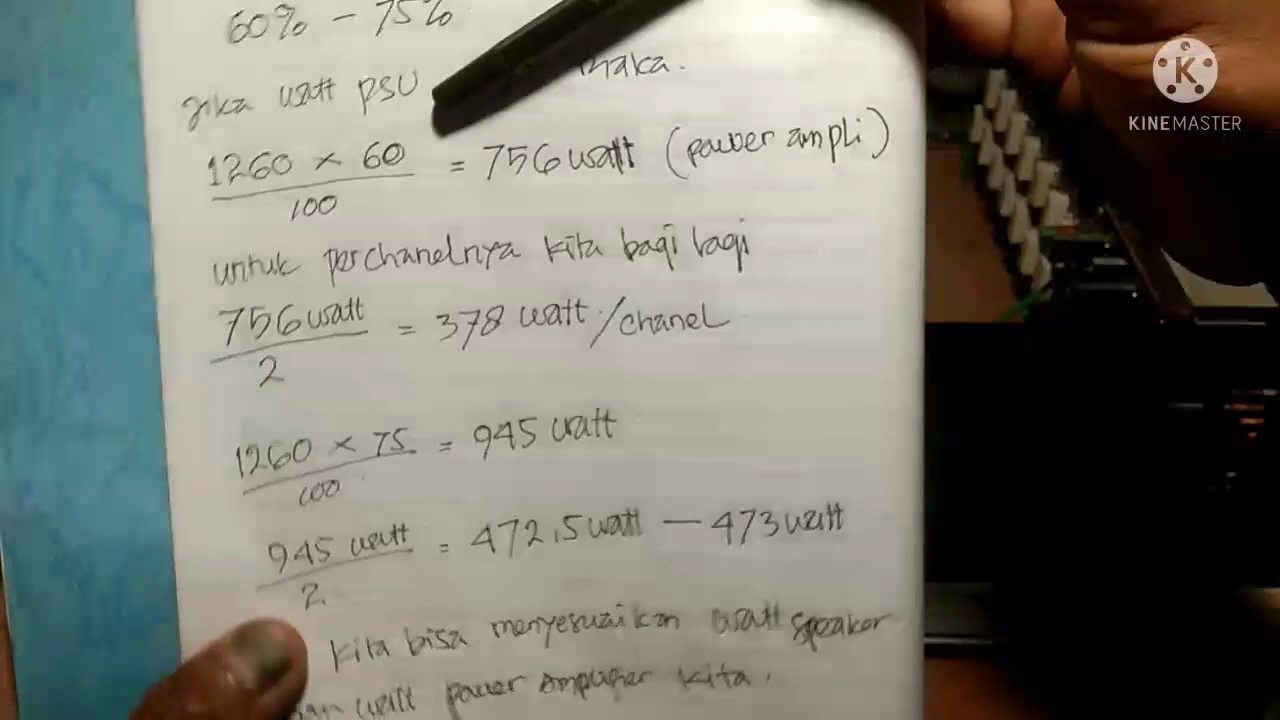 60% - 75%
jika watt PSU maka.
1260 x 60 = 756 watt (power ampli)
100
untuk perchanelnya kita bagi lagi
756 watt = 378 watt /chanel
2
1260 x 75 = 945 watt
100
945 watt = 472,5 watt — 473 watt
2
kita bisa menyesuaikan watt speaker
watt power amplifier kita.
K
KINEMASTER